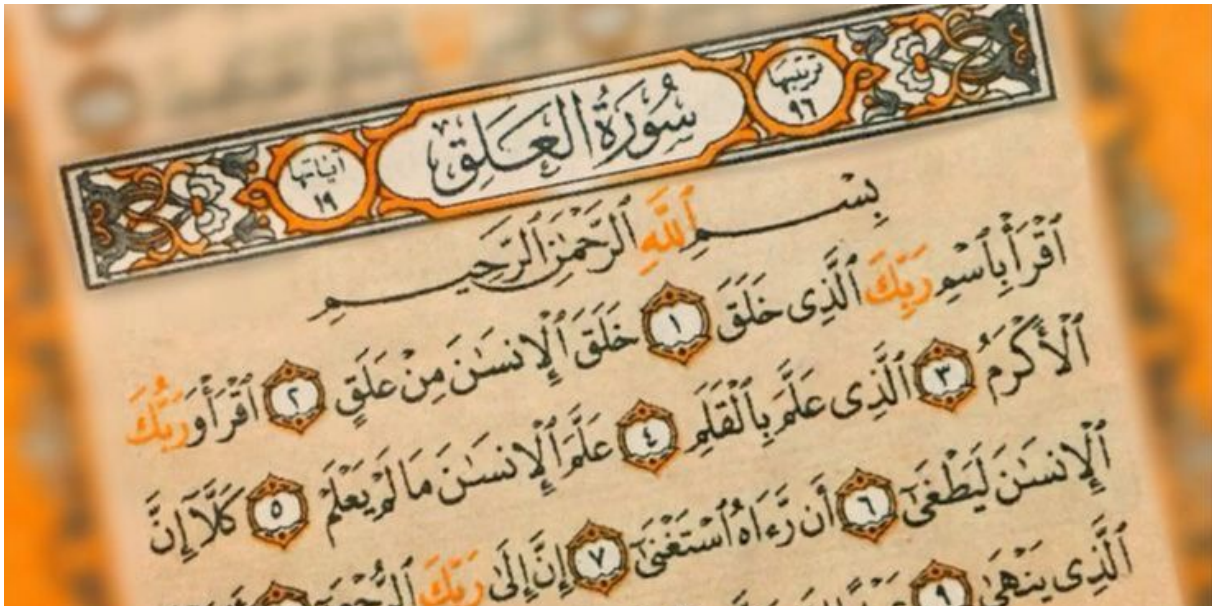 ترتيبها
٩٦
سُورَةُ العَلَقِ
آياتها
١٩
بِسْمِ ٱللَّهِ ٱلرَّحْمَٰنِ ٱلرَّحِيمِ
ٱقْرَأْ بِٱسْمِ رَبِّكَ ٱلَّذِى خَلَقَ ١ خَلَقَ ٱلْإِنسَٰنَ مِنْ عَلَقٍ ٢ ٱقْرَأْ وَرَبُّكَ
ٱلْأَكْرَمُ ٣ ٱلَّذِى عَلَّمَ بِٱلْقَلَمِ ٤ عَلَّمَ ٱلْإِنسَٰنَ مَا لَمْ يَعْلَمْ ٥ كَلَّآ إِنَّ
ٱلْإِنسَٰنَ لَيَطْغَىٰٓ ٦ أَن رَّءَاهُ ٱسْتَغْنَىٰٓ ٧ إِنَّ إِلَىٰ رَبِّكَ ٱلرُّجْعَىٰٓ
ٱلَّذِى يَنْهَىٰ ٩